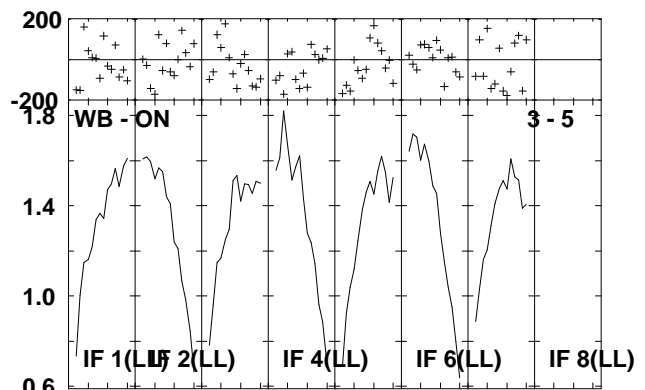 200
-200
1.8
WB - ON
3 - 5
1.4
1.0
IF 1(LL)
IF 2(LL)
IF 4(LL)
IF 6(LL)
IF 8(LL)
0.6